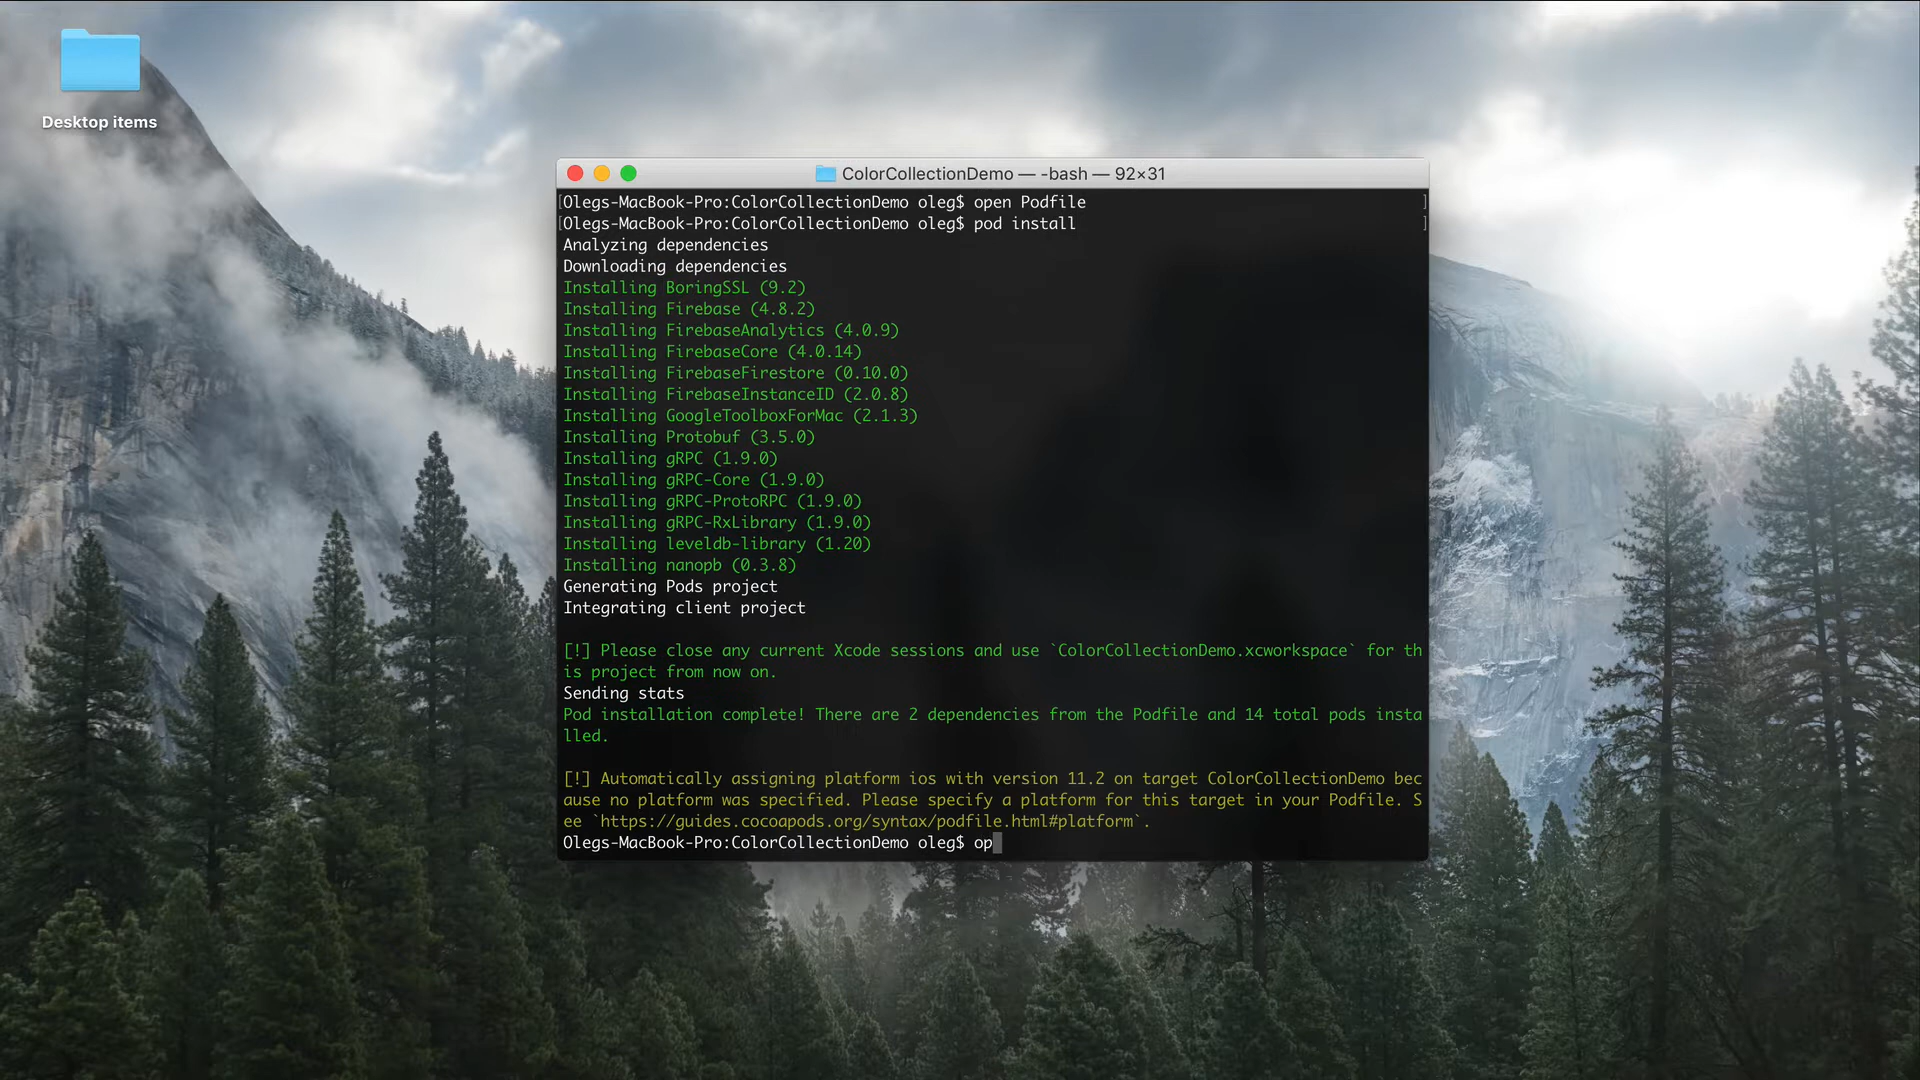 Desktop items
ColorCollectionDemo — -bash — 92×31
[Olegs-MacBook-Pro:ColorCollectionDemo oleg$ open Podfile ]
[Olegs-MacBook-Pro:ColorCollectionDemo oleg$ pod install ]
Analyzing dependencies
Downloading dependencies
Installing BoringSSL (9.2)
Installing Firebase (4.8.2)
Installing FirebaseAnalytics (4.0.9)
Installing FirebaseCore (4.0.14)
Installing FirebaseFirestore (0.10.0)
Installing FirebaseInstanceID (2.0.8)
Installing GoogleToolboxForMac (2.1.3)
Installing Protobuf (3.5.0)
Installing gRPC (1.9.0)
Installing gRPC-Core (1.9.0)
Installing gRPC-ProtoRPC (1.9.0)
Installing gRPC-RxLibrary (1.9.0)
Installing leveldb-library (1.20)
Installing nanopb (0.3.8)
Generating Pods project
Integrating client project
[!] Please close any current Xcode sessions and use `ColorCollectionDemo.xcworkspace` for th
is project from now on.
Sending stats
Pod installation complete! There are 2 dependencies from the Podfile and 14 total pods insta
lled.
[!] Automatically assigning platform ios with version 11.2 on target ColorCollectionDemo bec
ause no platform was specified. Please specify a platform for this target in your Podfile. S
ee `https://guides.cocoapods.org/syntax/podfile.html#platform`.
Olegs-MacBook-Pro:ColorCollectionDemo oleg$ op